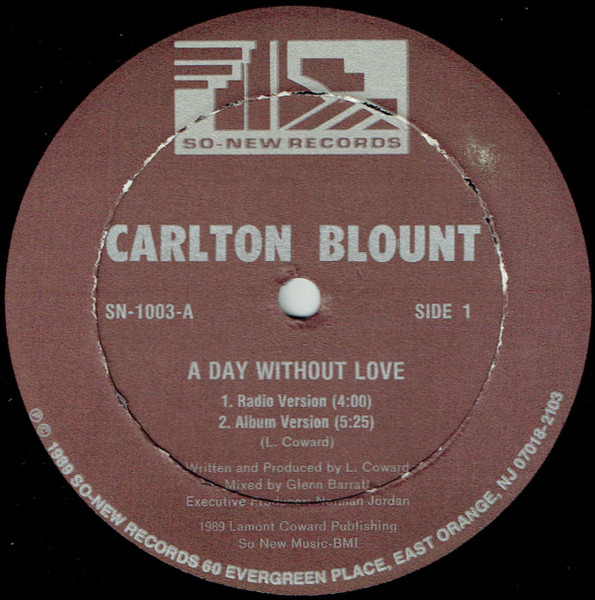 SO-NEW RECORDS
CARLTON BLOUNT
SN-1003-A
SIDE 1
A DAY WITHOUT LOVE
1. Radio Version (4:00)
2. Album Version (5:25)
(L. Coward)
Written and Produced by L. Coward
Mixed by Glenn Barratt
Executive Producer: Norman Jordan
1989 Lamont Coward Publishing
So New Music-BMI
℗ © 1989 SO-NEW RECORDS 60 EVERGREEN PLACE, EAST ORANGE, NJ 07018-2103